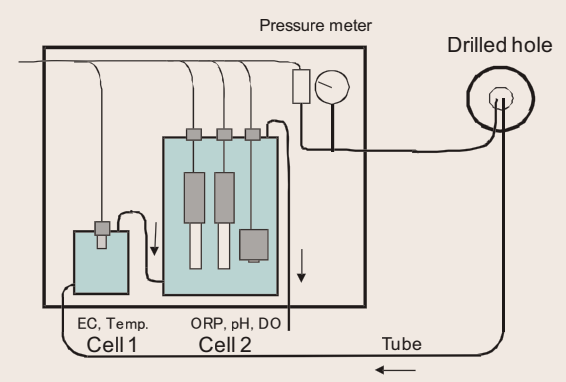 Pressure meter
Drilled hole
EC, Temp.
ORP, pH, DO
Cell 1
Cell 2
Tube